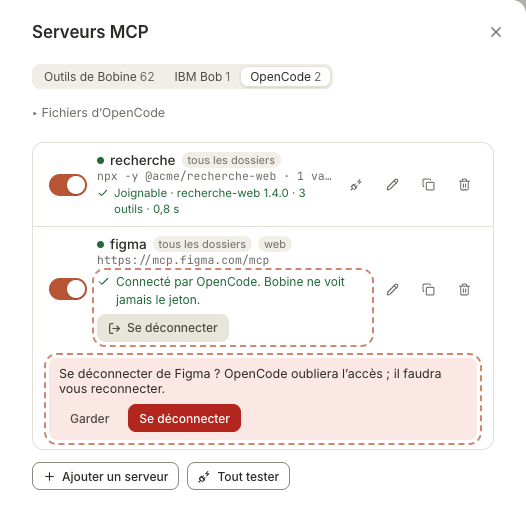 Serveurs MCP
Outils de Bobine 62
IBM Bob 1
OpenCode 2
Fichiers d’OpenCode
recherche tous les dossiers
npx -y @acme/recherche-web · 1 va…
Joignable · recherche-web 1.4.0 · 3
outils · 0,8 s
figma tous les dossiers web
https://mcp.figma.com/mcp
Connecté par OpenCode. Bobine ne voit
jamais le jeton.
Se déconnecter
Se déconnecter de Figma ? OpenCode oubliera l’accès ; il faudra
vous reconnecter.
Garder
Se déconnecter
Ajouter un serveur
Tout tester